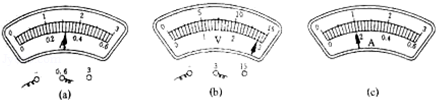 0 1 2 3
0 0.2 0.4 0.6
- 0.6 3
(a)
0 5 10 15
0 1 2 3
V
- 3 15
(b)
0 1 2 3
0 0.2 0.4 0.6
A
(c)